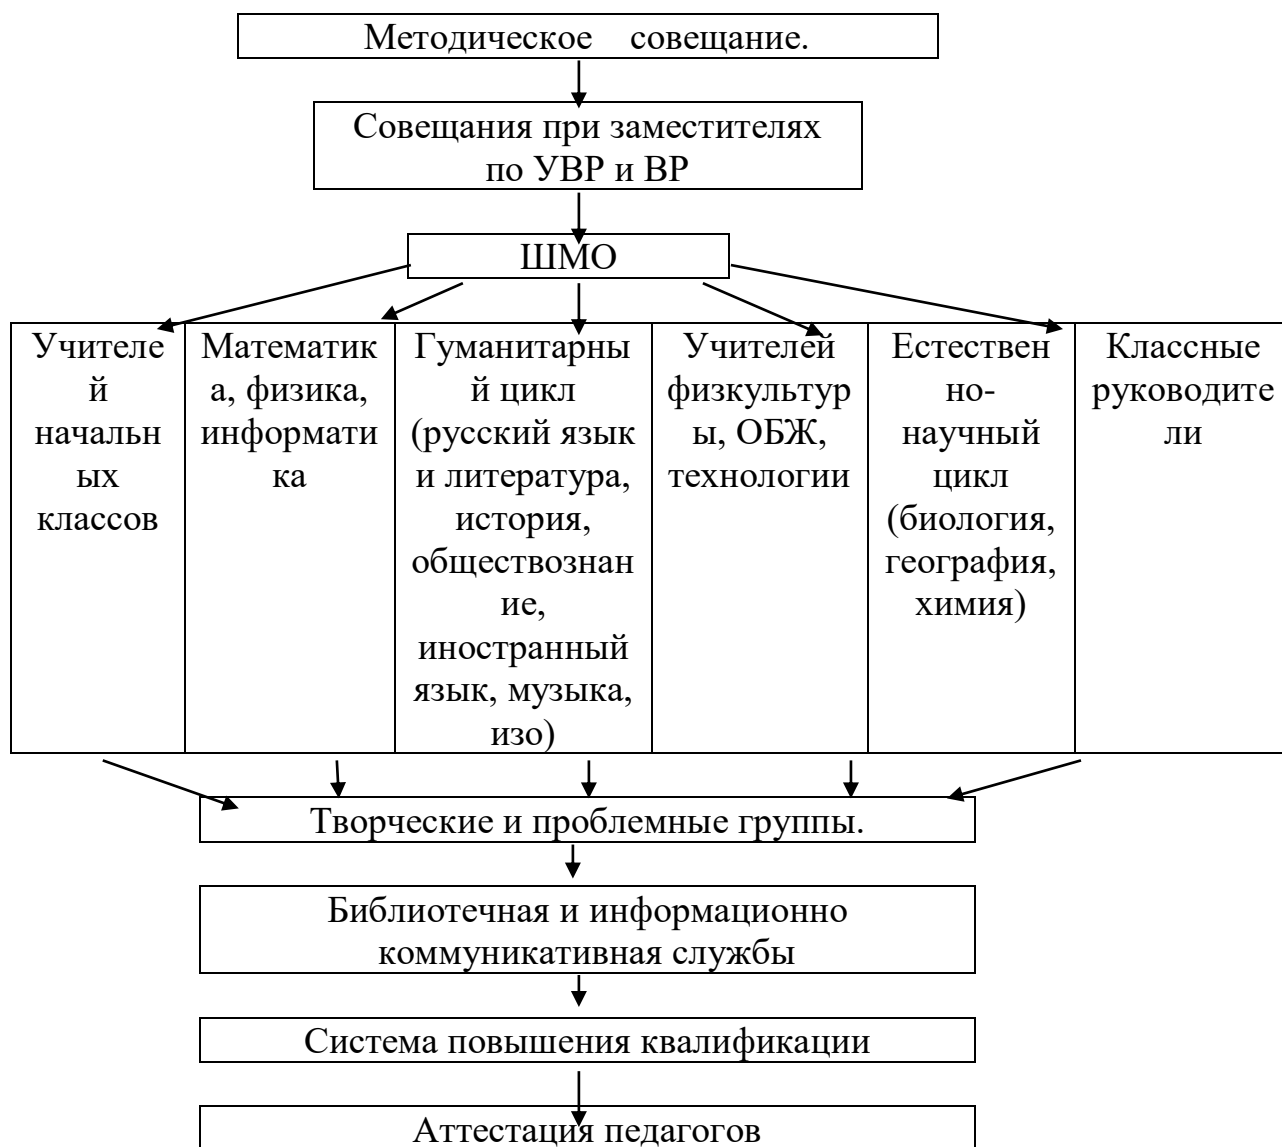 Методическое совещание.
Совещания при заместителях
по УВР и ВР
ШМО
Учителе
й
начальн
ых
классов
Математик
а, физика,
информати
ка
Гуманитарны
й цикл
(русский язык
и литература,
история,
обществознан
ие,
иностранный
язык, музыка,
изо)
Учителей
физкультур
ы, ОБЖ,
технологии
Естествен
но-
научный
цикл
(биология,
география,
химия)
Классные
руководите
ли
Творческие и проблемные группы.
Библиотечная и информационно
коммуникативная службы
Система повышения квалификации
Аттестация педагогов